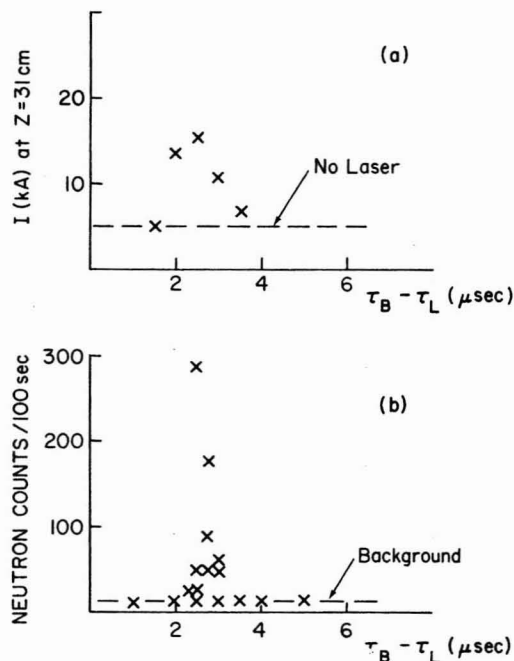 (a)
I (kA) at Z = 31 cm
20
10
No Laser
2 4 6
τB − τL (μsec)
(b)
NEUTRON COUNTS / 100 sec
300
200
100
Background
2 4 6
τB − τL (μsec)